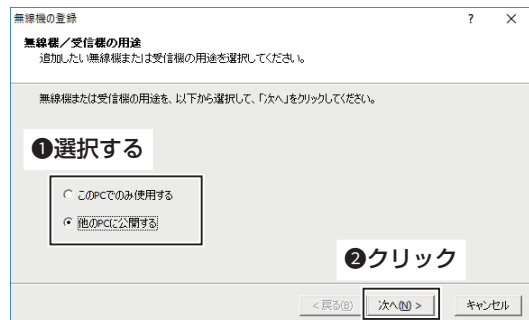 無線機の登録 ? ×
無線機/受信機の用途
追加したい無線機または受信機の用途を選択してください。
無線機または受信機の用途を、以下から選択して、「次へ」をクリックしてください。
❶選択する
このPCでのみ使用する
他のPCに公開する
❷クリック
< 戻る(B) 次へ(N) > キャンセル